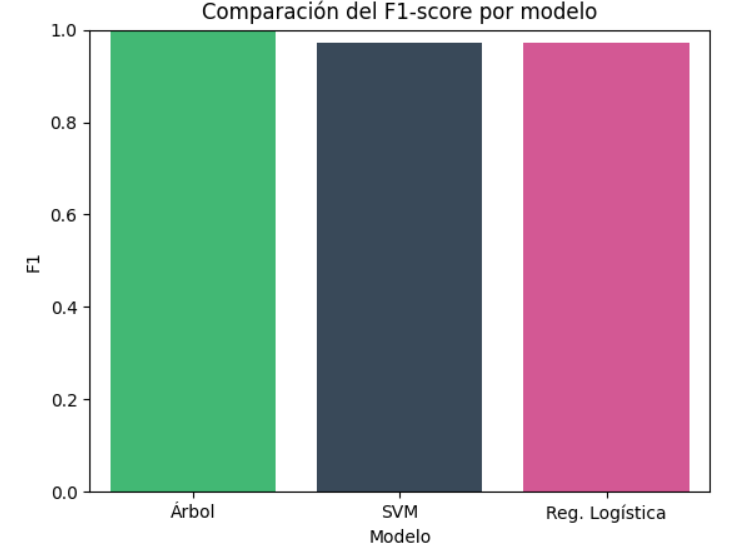 Comparación del F1-score por modelo
1.0
0.8
0.6
0.4
0.2
0.0
F1
Árbol
SVM
Reg. Logística
Modelo